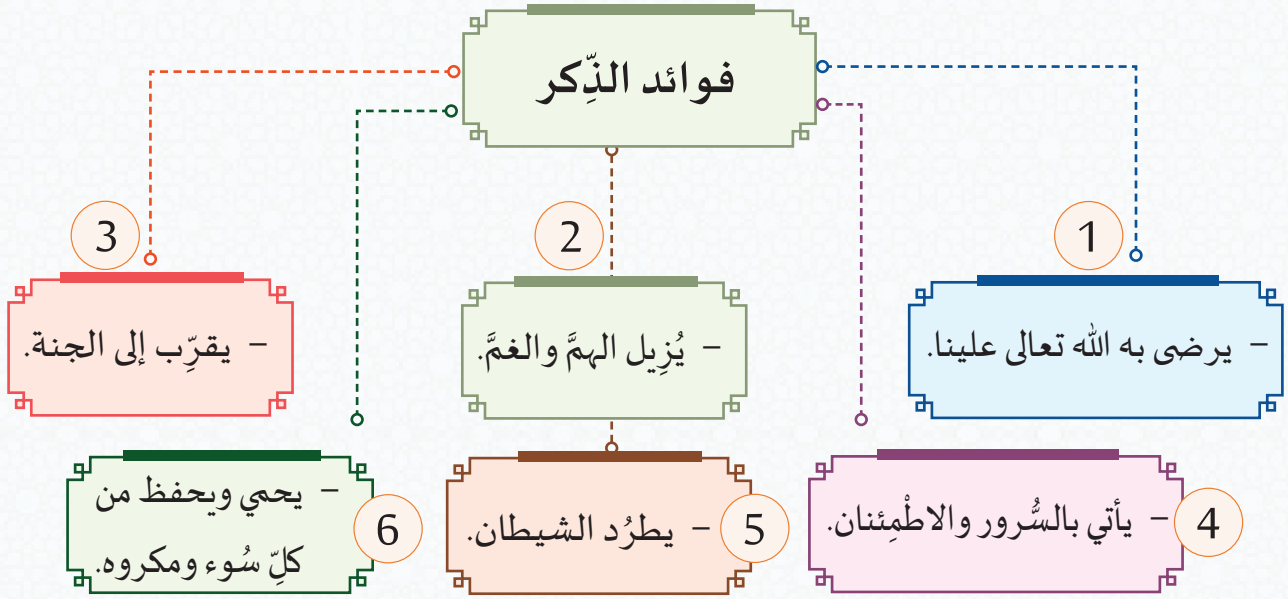 فوائد الذِّكر
1
– يرضى به الله تعالى علينا.
2
– يُزِيل الهمَّ والغمَّ.
3
– يقرِّب إلى الجنة.
4
– يأتي بالسُّرور والاطْمِئنان.
5
– يطرُد الشيطان.
6
– يحمي ويحفظ من
كلِّ سُوء ومكروه.